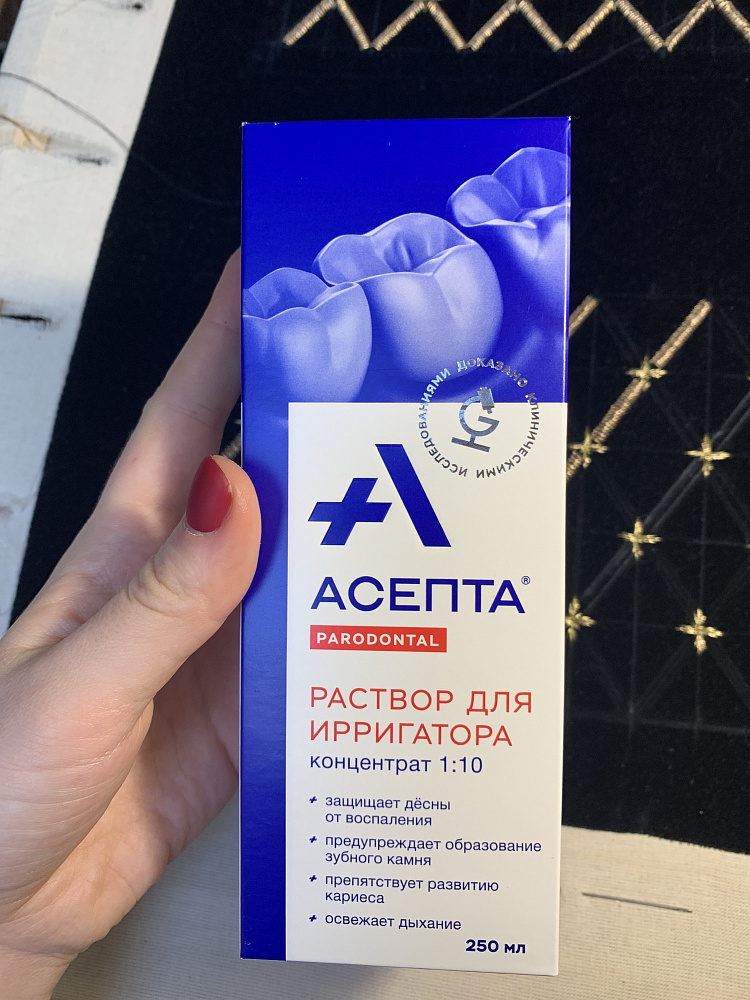 ДОКАЗАНО КЛИНИЧЕСКИМИ ИССЛЕДОВАНИЯМИ
АСЕПТА®
PARODONTAL
РАСТВОР ДЛЯ
ИРРИГАТОРА
концентрат 1:10
защищает дёсны
от воспаления
предупреждает образование
зубного камня
препятствует развитию
кариеса
освежает дыхание
250 мл